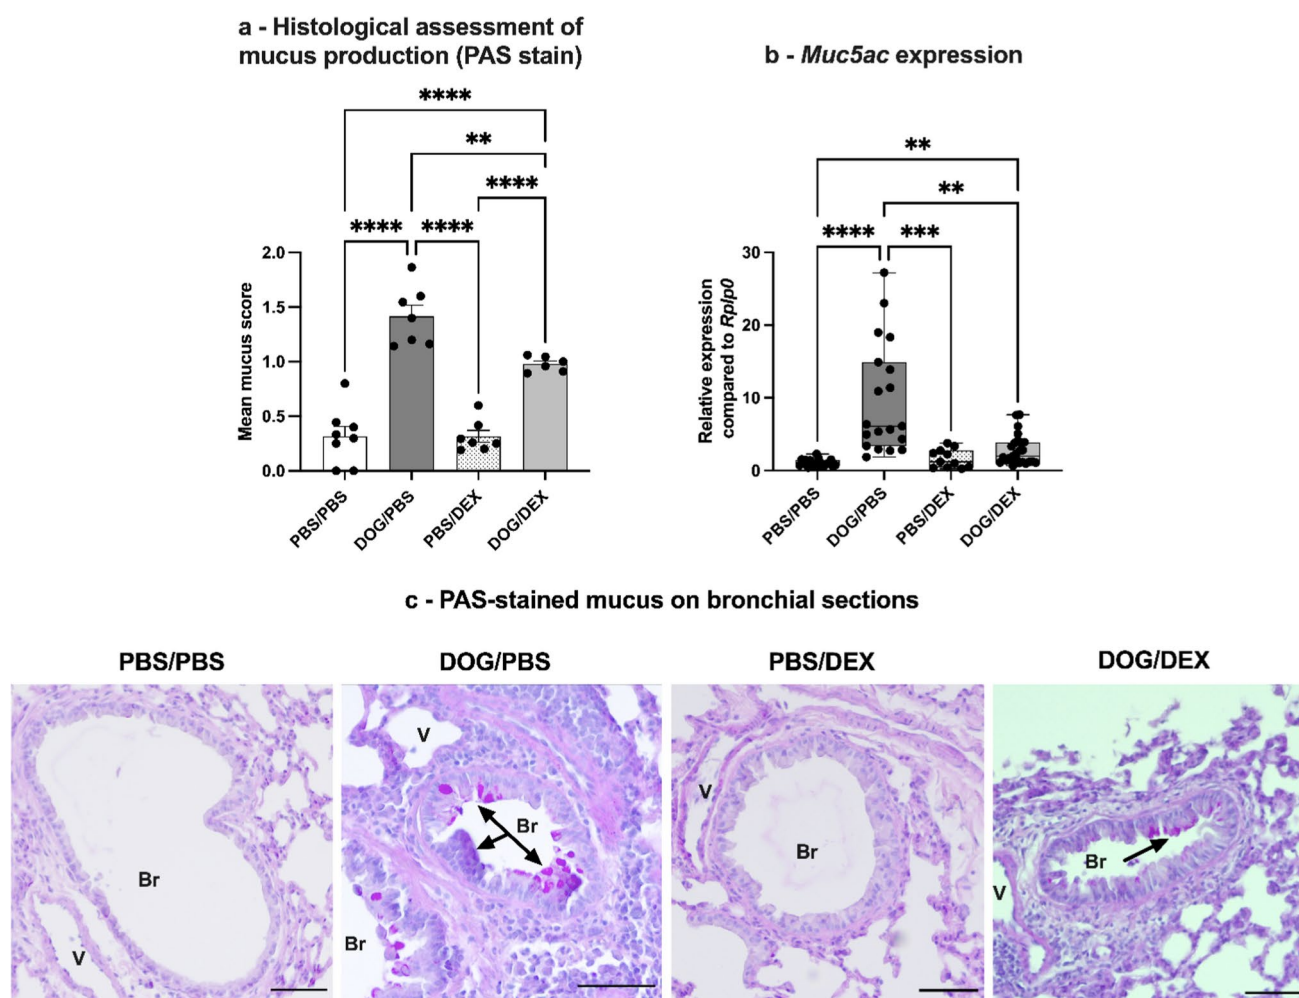 a - Histological assessment of
mucus production (PAS stain)
****
**
****
**** ****
Mean mucus score
2.0
1.5
1.0
0.5
0.0
PBS/PBS
DOG/PBS
PBS/DEX
DOG/DEX
b - Muc5ac expression
**
**
**** ***
Relative expression
compared to Rplp0
30
20
10
0
PBS/PBS
DOG/PBS
PBS/DEX
DOG/DEX
c - PAS-stained mucus on bronchial sections
PBS/PBS
Br
V
DOG/PBS
V
Br
Br
PBS/DEX
V
Br
DOG/DEX
Br
V